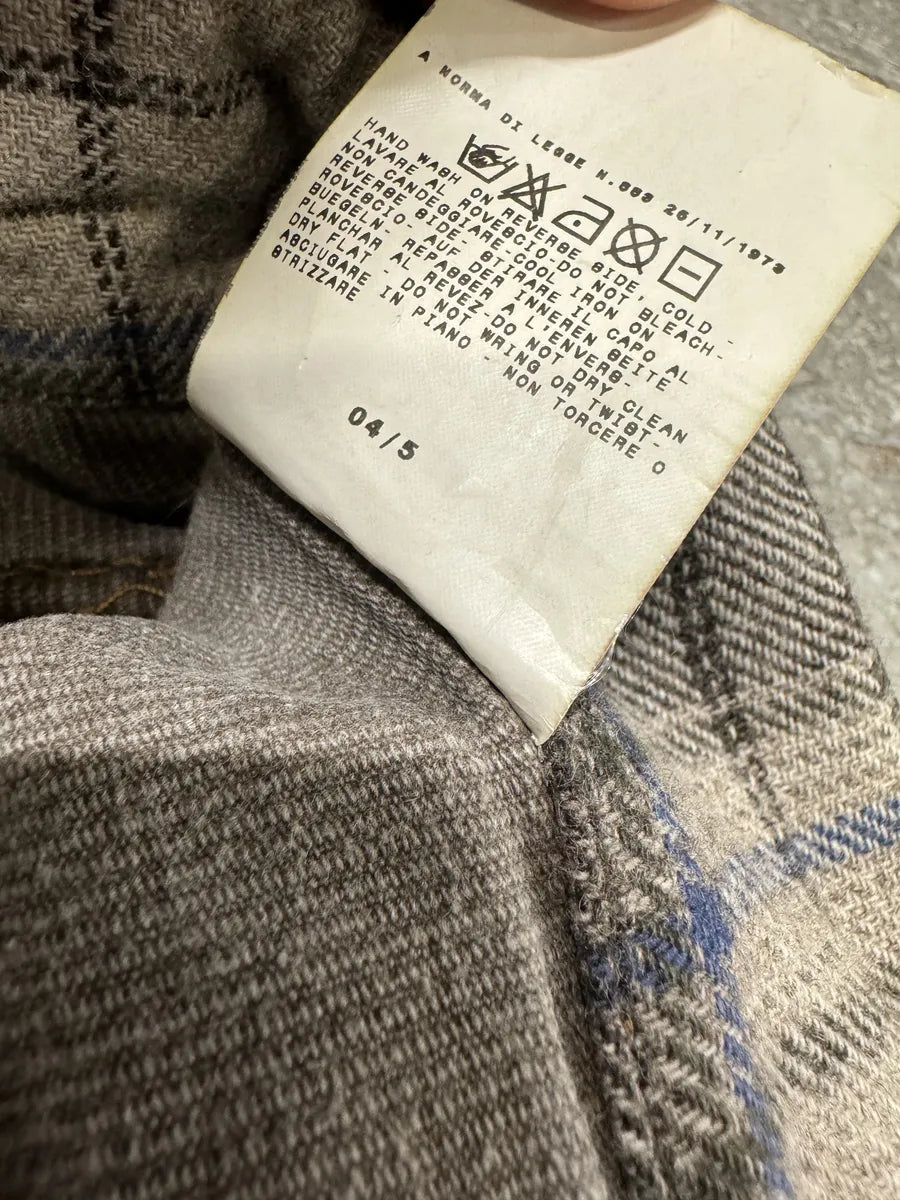 A NORMA DI LEGGE N.883 26/11/1973
HAND WASH ON REVERSE SIDE, COLD -
LAVARE AL ROVESCIO-DO NOT BLEACH-
NON CANDEGGIARE-COOL IRON ON
REVERSE SIDE- STIRARE IL CAPO AL
ROVESCIO -AUF DER INNEREN SEITE
BUEGELN- REPASSER A L'ENVERS-
PLANCHAR AL REVEZ-DO NOT DRY CLEAN
DRY FLAT - DO NOT WRING OR TWIST-
ASCIUGARE IN PIANO - NON TORCERE O
STRIZZARE
04/5